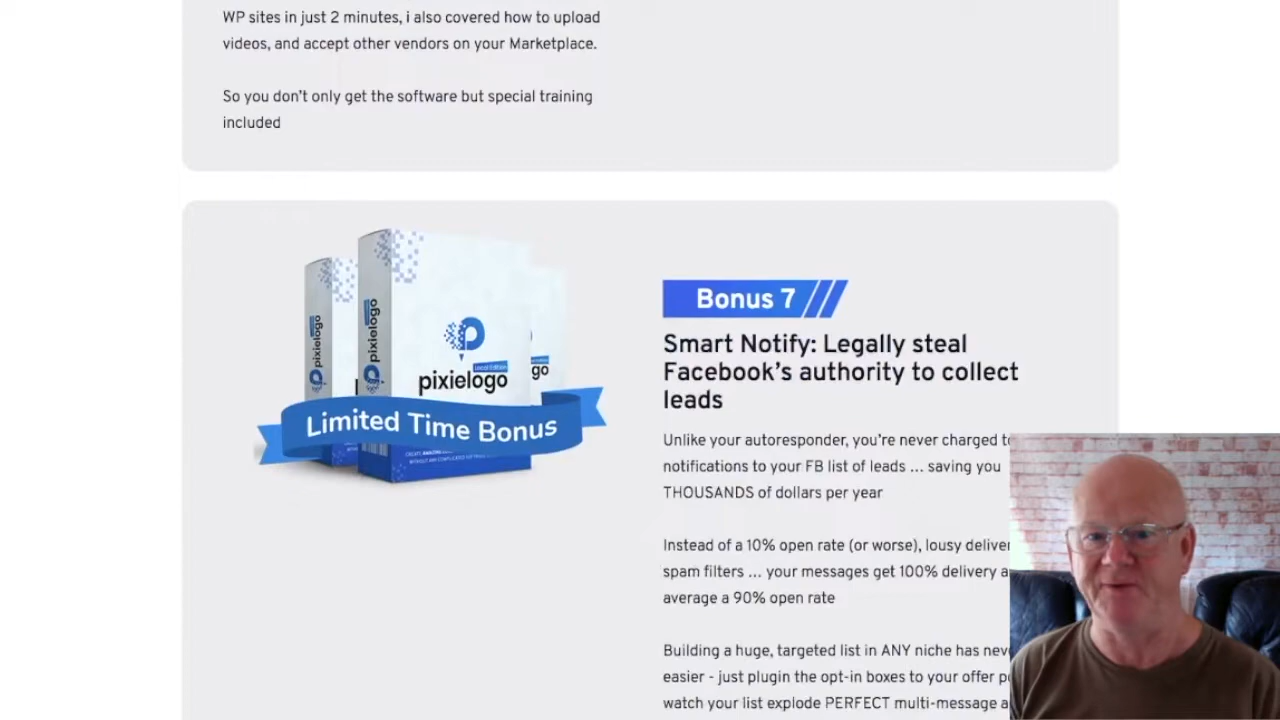 WP sites in just 2 minutes, i also covered how to upload
videos, and accept other vendors on your Marketplace.
So you don't only get the software but special training
included
pixielogo
pixielogo
pixielogo
go
Limited Time Bonus
Bonus 7
Smart Notify: Legally steal
Facebook's authority to collect
leads
Unlike your autoresponder, you're never charged to
notifications to your FB list of leads ... saving you
THOUSANDS of dollars per year
Instead of a 10% open rate (or worse), lousy deliver
spam filters ... your messages get 100% delivery a
average a 90% open rate
Building a huge, targeted list in ANY niche has nev
easier - just plugin the opt-in boxes to your offer p
watch your list explode PERFECT multi-message a